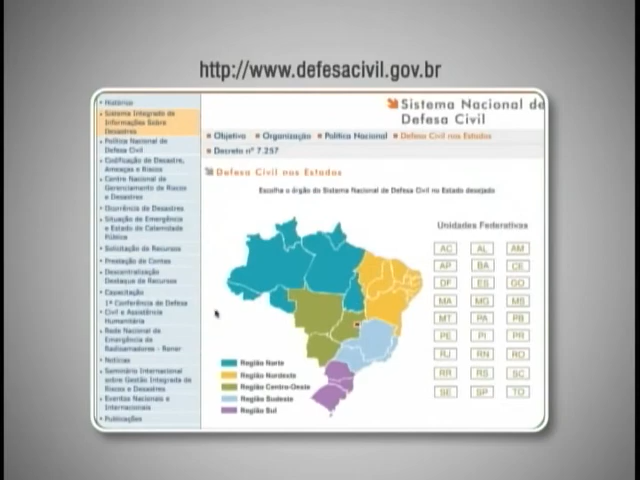 http://www.defesacivil.gov.br
Histórico
Sistema Integrado de
Informações Sobre
Desastres
Política Nacional de
Defesa Civil
Codificação de Desastre,
Ameaças e Riscos
Centro Nacional de
Gerenciamento de Riscos
e Desastres
Ocorrência de Desastres
Situação de Emergência
e Estado de Calamidade
Pública
Solicitação de Recursos
Prestação de Contas
Descentralização
Destaque de Recursos
Capacitação
1ª Conferência de Defesa
Civil e Assistência
Humanitária
Rede Nacional de
Emergência de
Radioamadores - Rener
Notícias
Seminário Internacional
sobre Gestão Integrada de
Riscos e Desastres
Eventos Nacionais e
Internacionais
Publicações
Sistema Nacional de
Defesa Civil
Objetivo Organização Política Nacional Defesa Civil nos Estados
Decreto nº 7.257
Defesa Civil nos Estados
Escolha o órgão do Sistema Nacional de Defesa Civil no Estado desejado
Região Norte
Região Nordeste
Região Centro-Oeste
Região Sudeste
Região Sul
Unidades Federativas
AC AL AM
AP BA CE
DF ES GO
MA MG MS
MT PA PB
PE PI PR
RJ RN RO
RR RS SC
SE SP TO